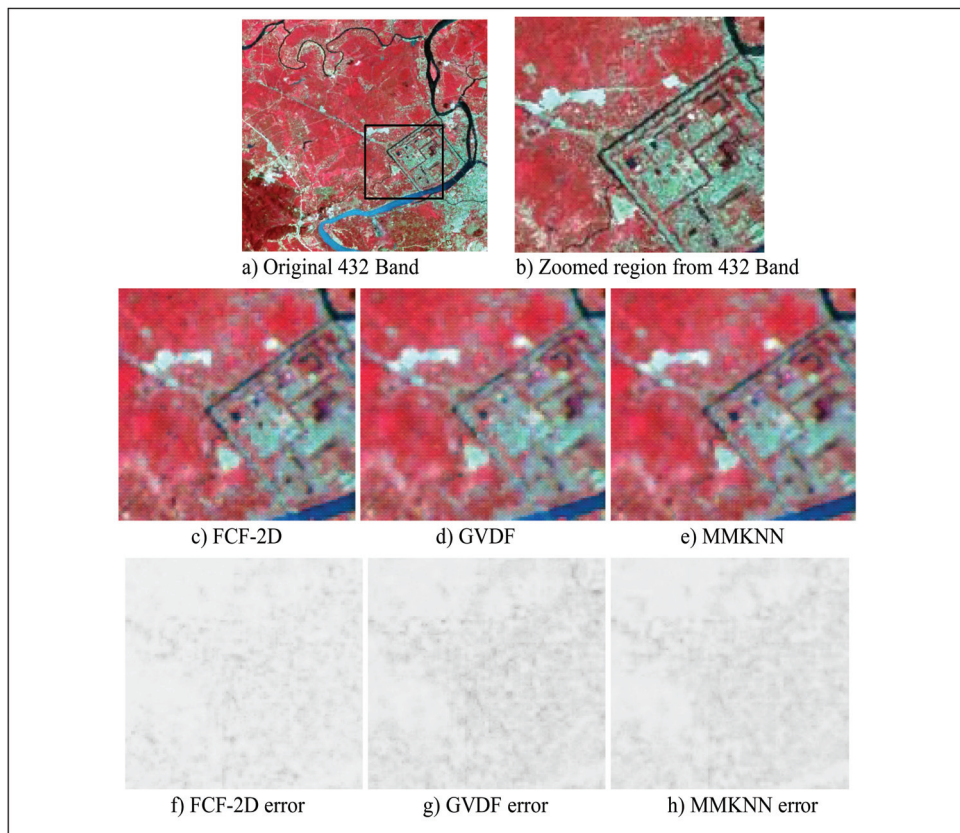 a) Original 432 Band
b) Zoomed region from 432 Band
c) FCF-2D
d) GVDF
e) MMKNN
f) FCF-2D error
g) GVDF error
h) MMKNN error